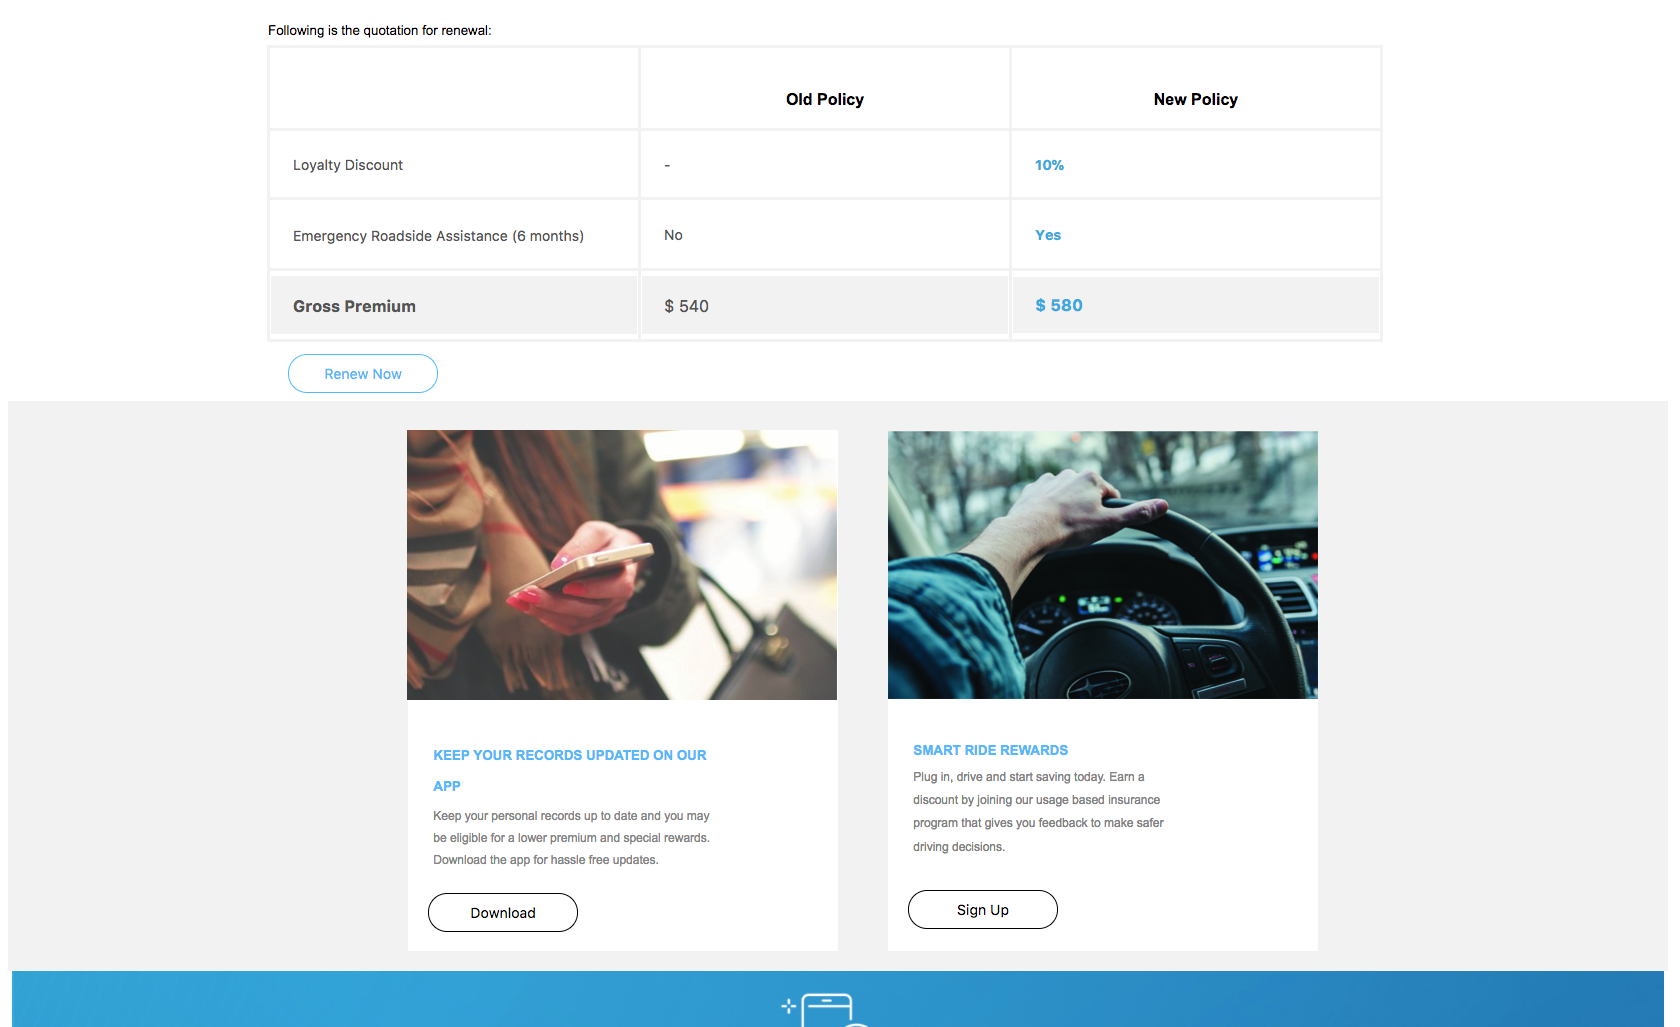 Following is the quotation for renewal:
Old Policy New Policy
Loyalty Discount - 10%
Emergency Roadside Assistance (6 months) No Yes
Gross Premium $ 540 $ 580
Renew Now
KEEP YOUR RECORDS UPDATED ON OUR
APP
Keep your personal records up to date and you may
be eligible for a lower premium and special rewards.
Download the app for hassle free updates.
Download
SMART RIDE REWARDS
Plug in, drive and start saving today. Earn a
discount by joining our usage based insurance
program that gives you feedback to make safer
driving decisions.
Sign Up